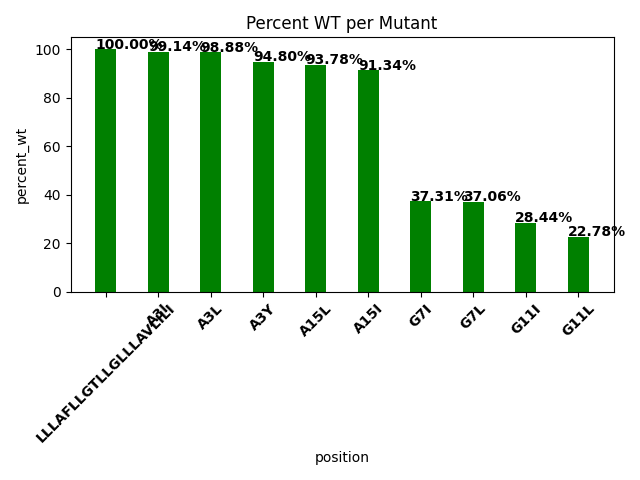 Percent WT per Mutant
percent_wt
100
80
60
40
20
0
100.00%
99.14%
98.88%
94.80%
93.78%
91.34%
37.31%
37.06%
28.44%
22.78%
LLLAFLLGTLLGLLLAVLILI
A3I
A3L
A3Y
A15L
A15I
G7I
G7L
G11I
G11L
position